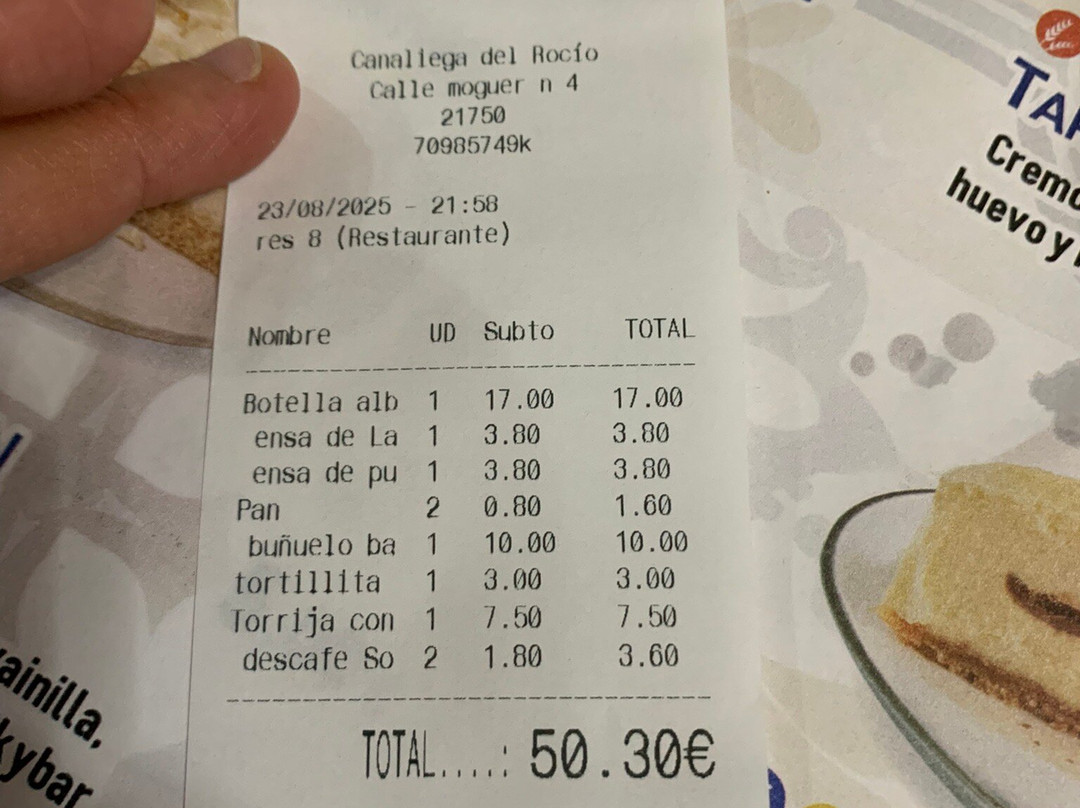 Canaliega del Rocío
Calle moguer n 4
21750
70985749k
23/08/2025 - 21:58
res 8 (Restaurante)
Nombre UD Subto TOTAL
Botella alb 1 17.00 17.00
ensa de La 1 3.80 3.80
ensa de pu 1 3.80 3.80
Pan 2 0.80 1.60
buñuelo ba 1 10.00 10.00
tortillita 1 3.00 3.00
Torrija con 1 7.50 7.50
descafe So 2 1.80 3.60
TOTAL....: 50.30€
huevo y